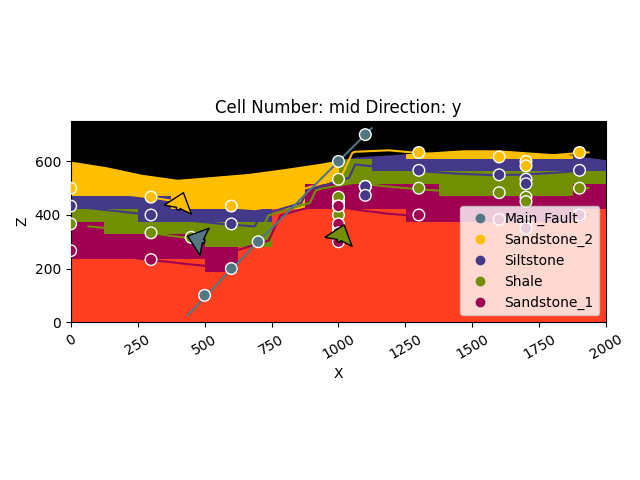 Cell Number: mid Direction: y
600
400
200
0
Z
Main_Fault
Sandstone_2
Siltstone
Shale
Sandstone_1
0
250
500
750
1000
1250
1500
1750
2000
X